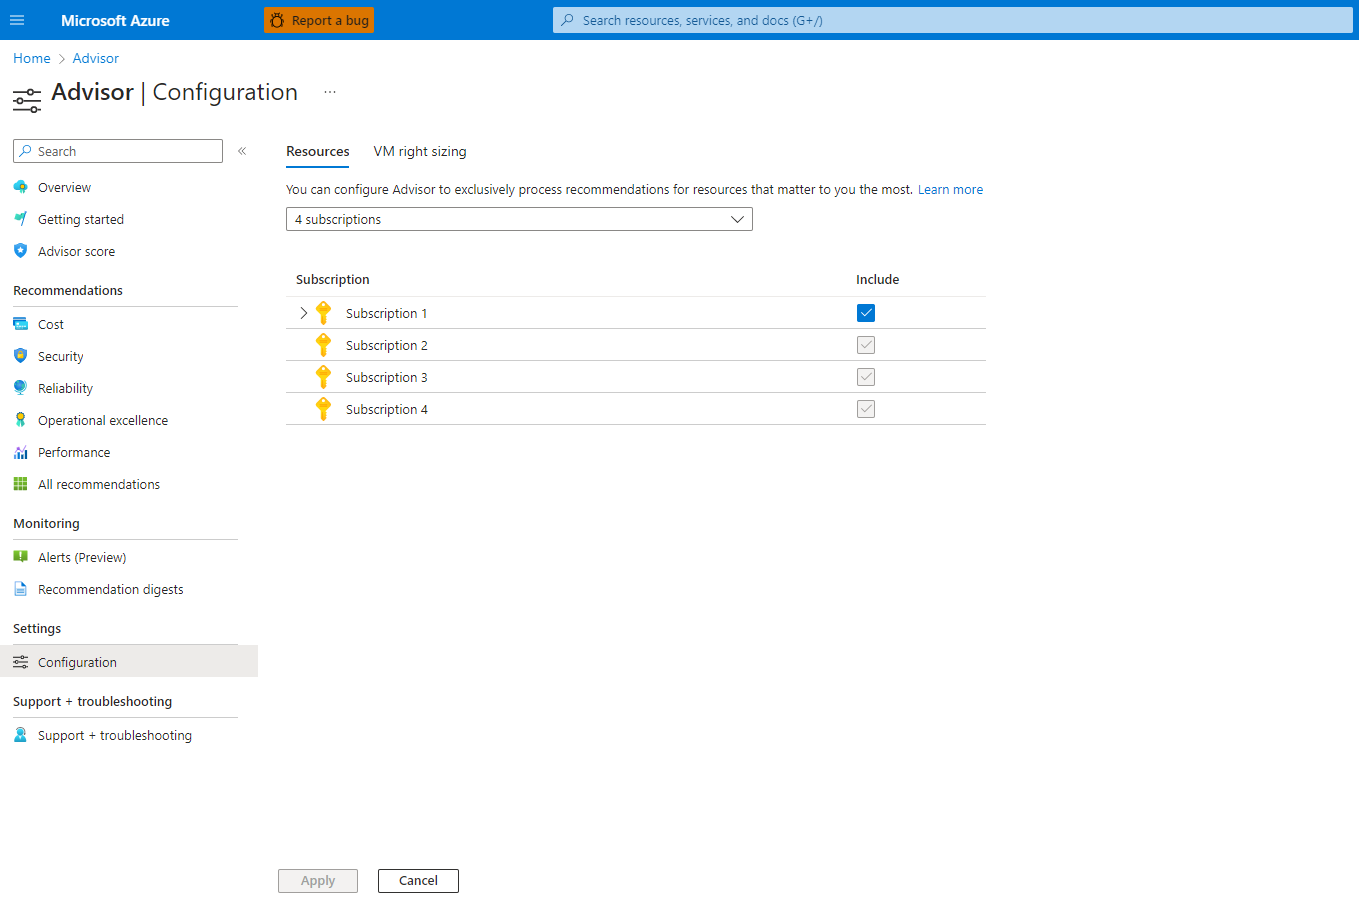 Microsoft Azure
Report a bug
Search resources, services, and docs (G+/)
Home > Advisor
Advisor | Configuration ...
Search «
Overview
Getting started
Advisor score
Recommendations
Cost
Security
Reliability
Operational excellence
Performance
All recommendations
Monitoring
Alerts (Preview)
Recommendation digests
Settings
Configuration
Support + troubleshooting
Support + troubleshooting
Resources VM right sizing
You can configure Advisor to exclusively process recommendations for resources that matter to you the most. Learn more
4 subscriptions
Subscription Include
Subscription 1
Subscription 2
Subscription 3
Subscription 4
Apply Cancel